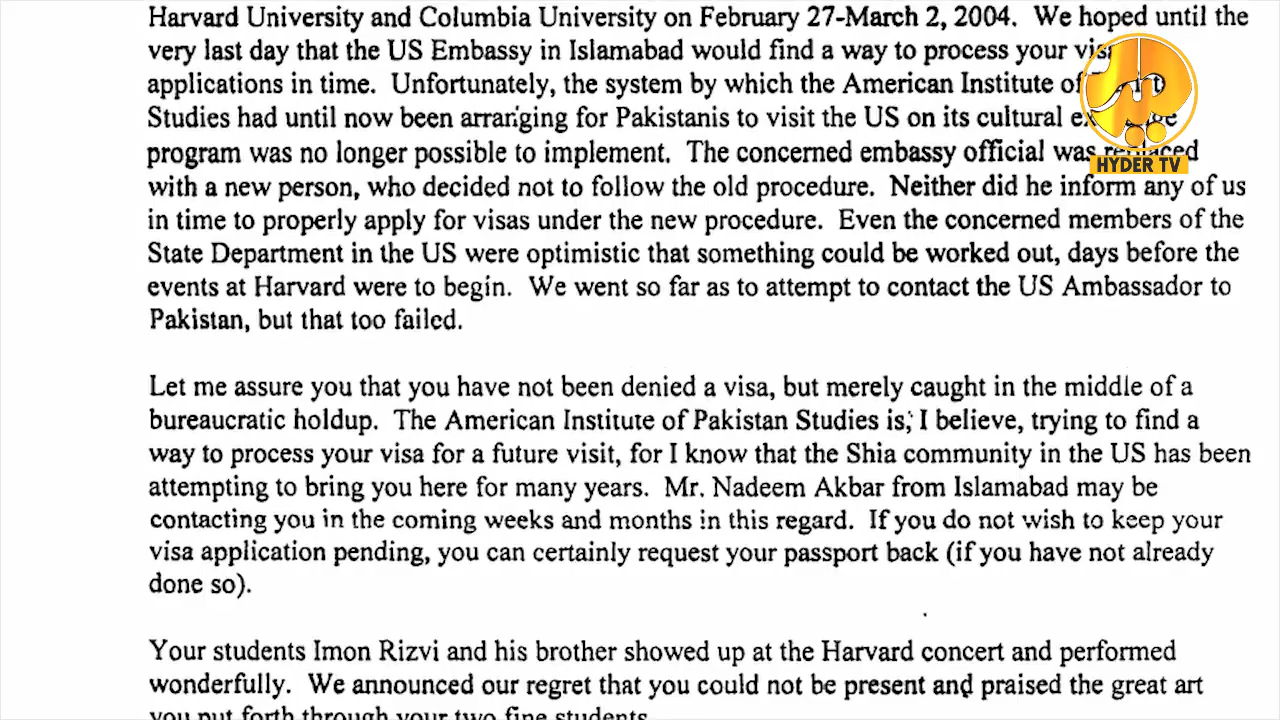 Harvard University and Columbia University on February 27-March 2, 2004. We hoped until the
very last day that the US Embassy in Islamabad would find a way to process your
applications in time. Unfortunately, the system by which the American Institute of
Studies had until now been arranging for Pakistanis to visit the US on its cultural
program was no longer possible to implement. The concerned embassy official was replaced
with a new person, who decided not to follow the old procedure. Neither did he inform any of us
in time to properly apply for visas under the new procedure. Even the concerned members of the
State Department in the US were optimistic that something could be worked out, days before the
events at Harvard were to begin. We went so far as to attempt to contact the US Ambassador to
Pakistan, but that too failed.
Let me assure you that you have not been denied a visa, but merely caught in the middle of a
bureaucratic holdup. The American Institute of Pakistan Studies is, I believe, trying to find a
way to process your visa for a future visit, for I know that the Shia community in the US has been
attempting to bring you here for many years. Mr. Nadeem Akbar from Islamabad may be
contacting you in the coming weeks and months in this regard. If you do not wish to keep your
visa application pending, you can certainly request your passport back (if you have not already
done so).
Your students Imon Rizvi and his brother showed up at the Harvard concert and performed
wonderfully. We announced our regret that you could not be present and praised the great art
you put forth through your two fine students
HYDER TV